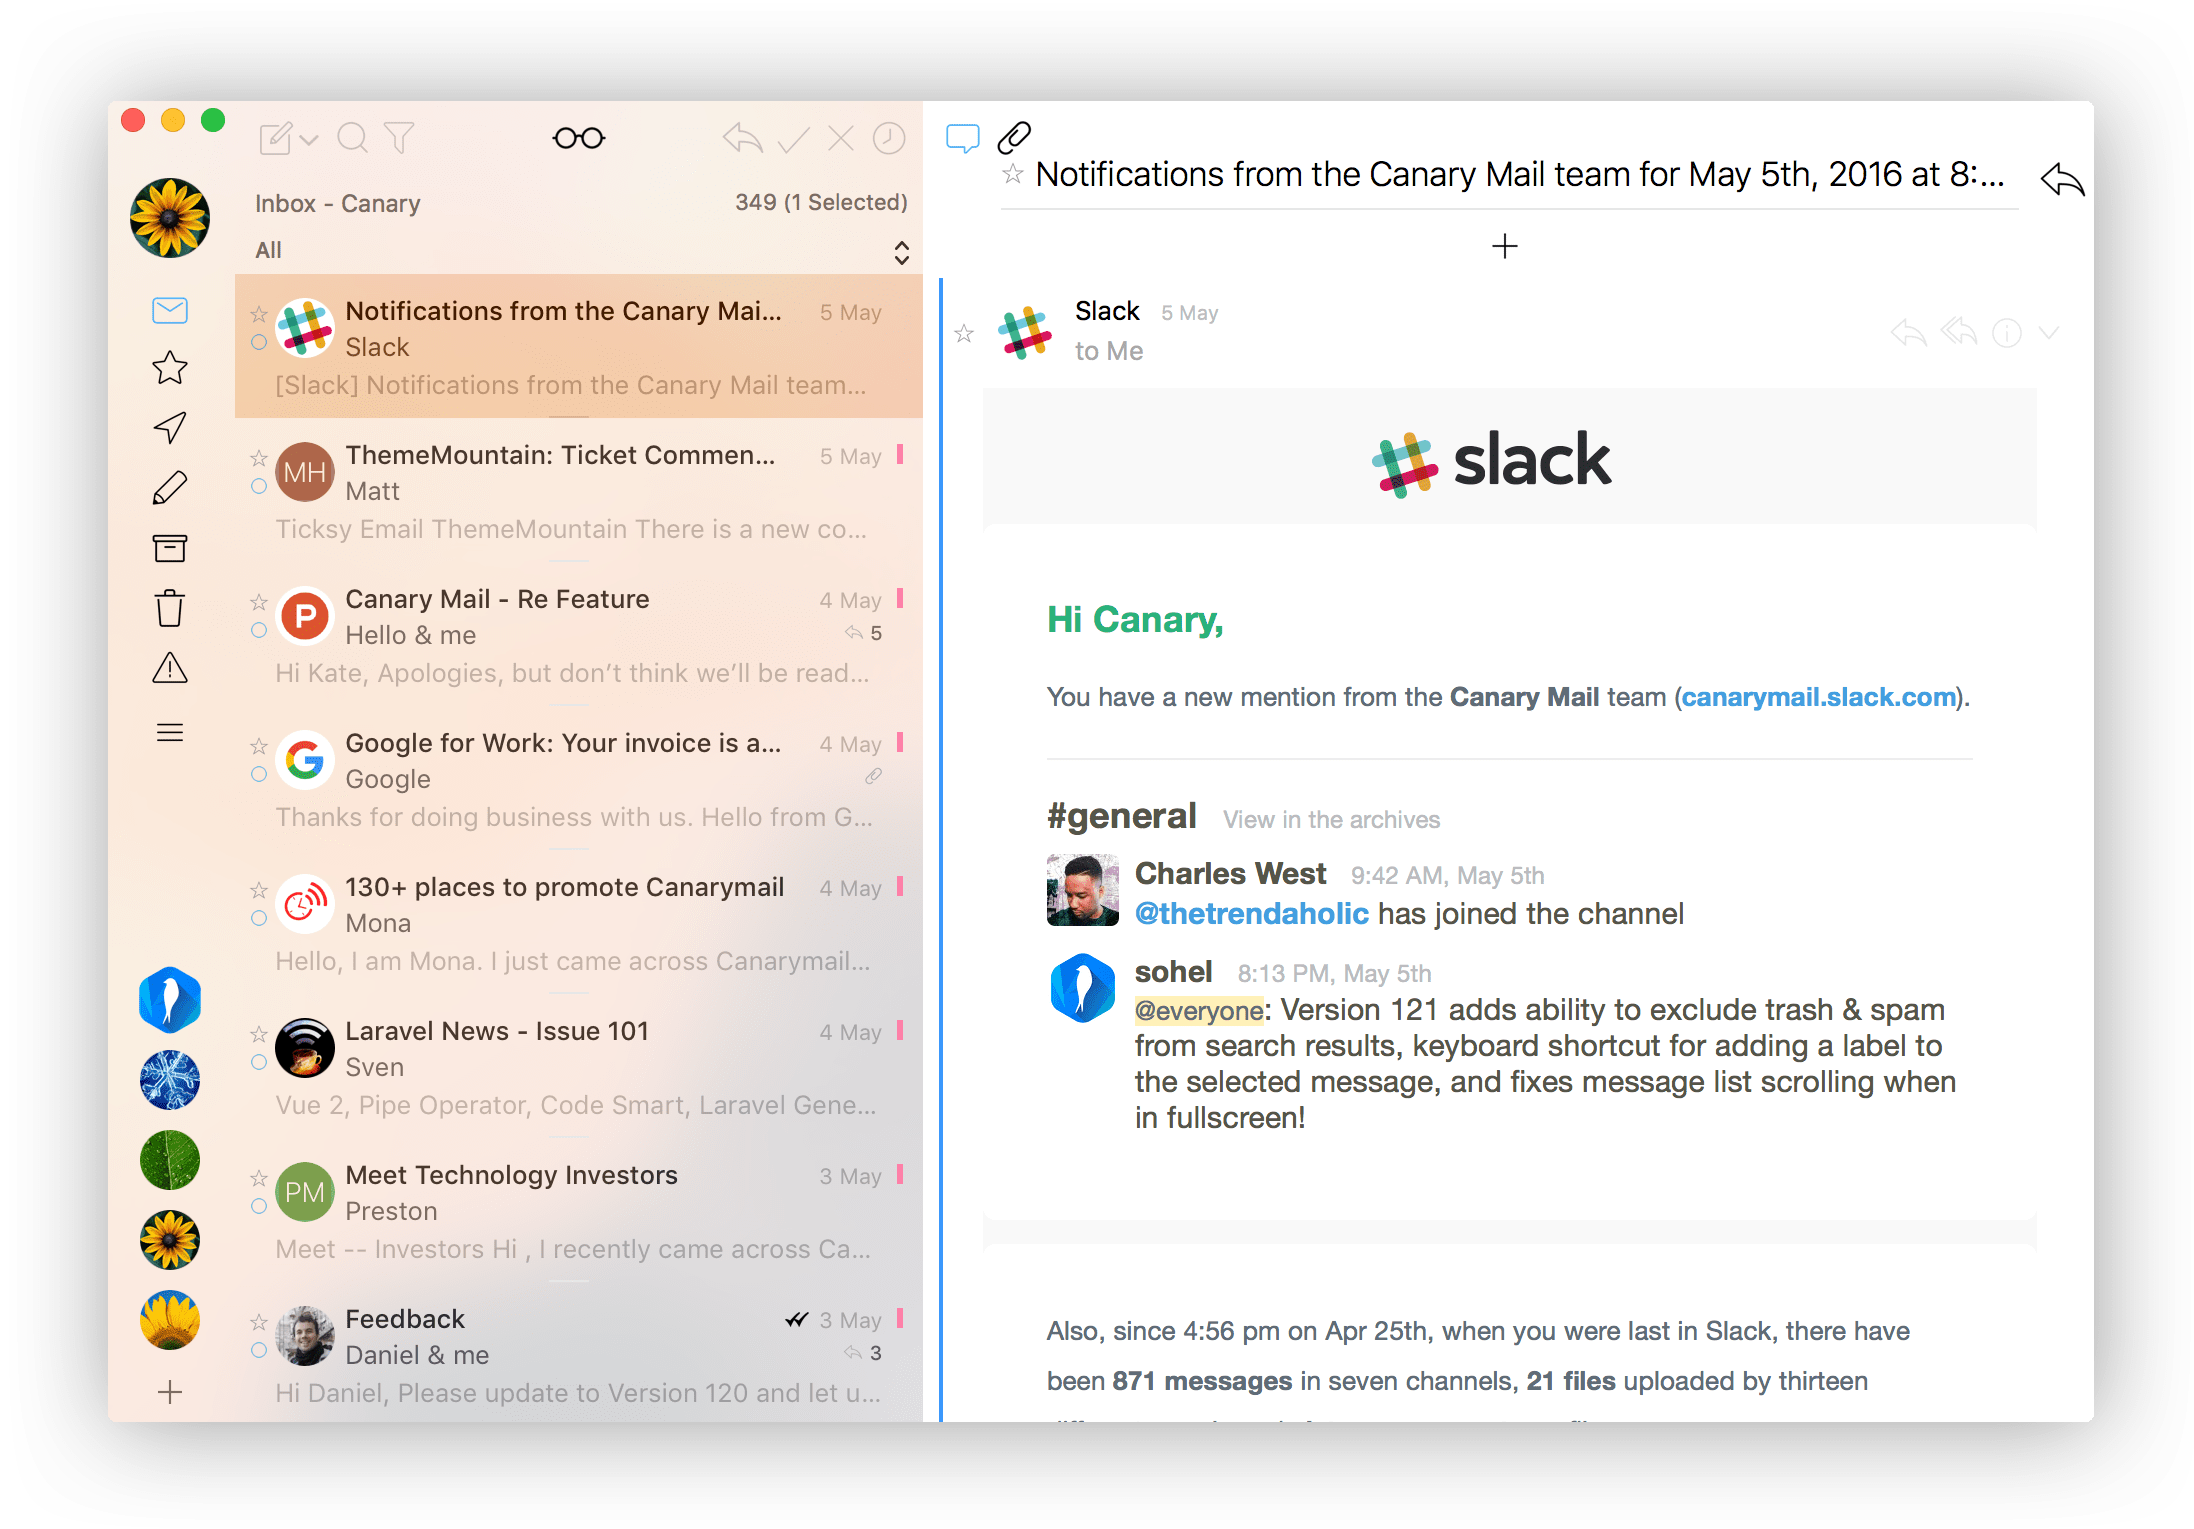 Inbox - Canary
349 (1 Selected)
All
Notifications from the Canary Mai...
5 May
Slack
[Slack] Notifications from the Canary Mail team...
MH
ThemeMountain: Ticket Commen...
5 May
Matt
Ticksy Email ThemeMountain There is a new co...
P
Canary Mail - Re Feature
4 May
Hello & me
5
Hi Kate, Apologies, but don’t think we’ll be read...
G
Google for Work: Your invoice is a...
4 May
Google
Thanks for doing business with us. Hello from G...
130+ places to promote Canarymail
4 May
Mona
Hello, I am Mona. I just came across Canarymail...
Laravel News - Issue 101
4 May
Sven
Vue 2, Pipe Operator, Code Smart, Laravel Gene...
PM
Meet Technology Investors
3 May
Preston
Meet -- Investors Hi , I recently came across Ca...
Feedback
3 May
Daniel & me
3
Hi Daniel, Please update to Version 120 and let u...
Notifications from the Canary Mail team for May 5th, 2016 at 8:...
Slack 5 May
to Me
slack
Hi Canary,
You have a new mention from the Canary Mail team (canarymail.slack.com).
#general View in the archives
Charles West 9:42 AM, May 5th
@thetrendaholic has joined the channel
sohel 8:13 PM, May 5th
@everyone: Version 121 adds ability to exclude trash & spam
from search results, keyboard shortcut for adding a label to
the selected message, and fixes message list scrolling when
in fullscreen!
Also, since 4:56 pm on Apr 25th, when you were last in Slack, there have
been 871 messages in seven channels, 21 files uploaded by thirteen